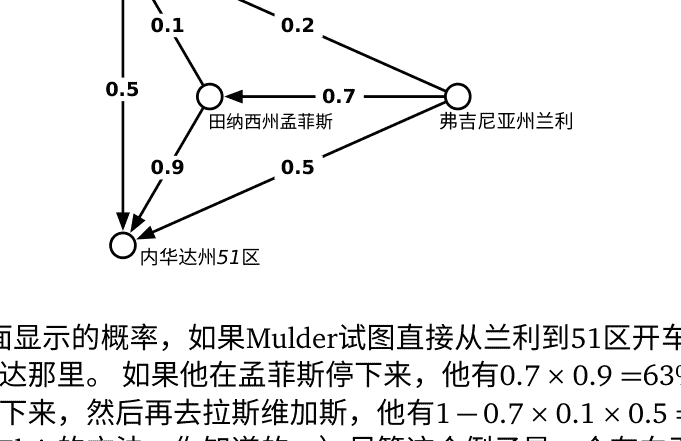 0.1
0.2
0.5
0.7
田纳西州孟菲斯
弗吉尼亚州兰利
0.9
0.5
内华达州51区
面显示的概率，如果Mulder试图直接从兰利到51区开车
达那里。 如果他在孟菲斯停下来，他有0.7 × 0.9 =63%
下来，然后再去拉斯维加斯，他有1 − 0.7 × 0.1 × 0.5 =